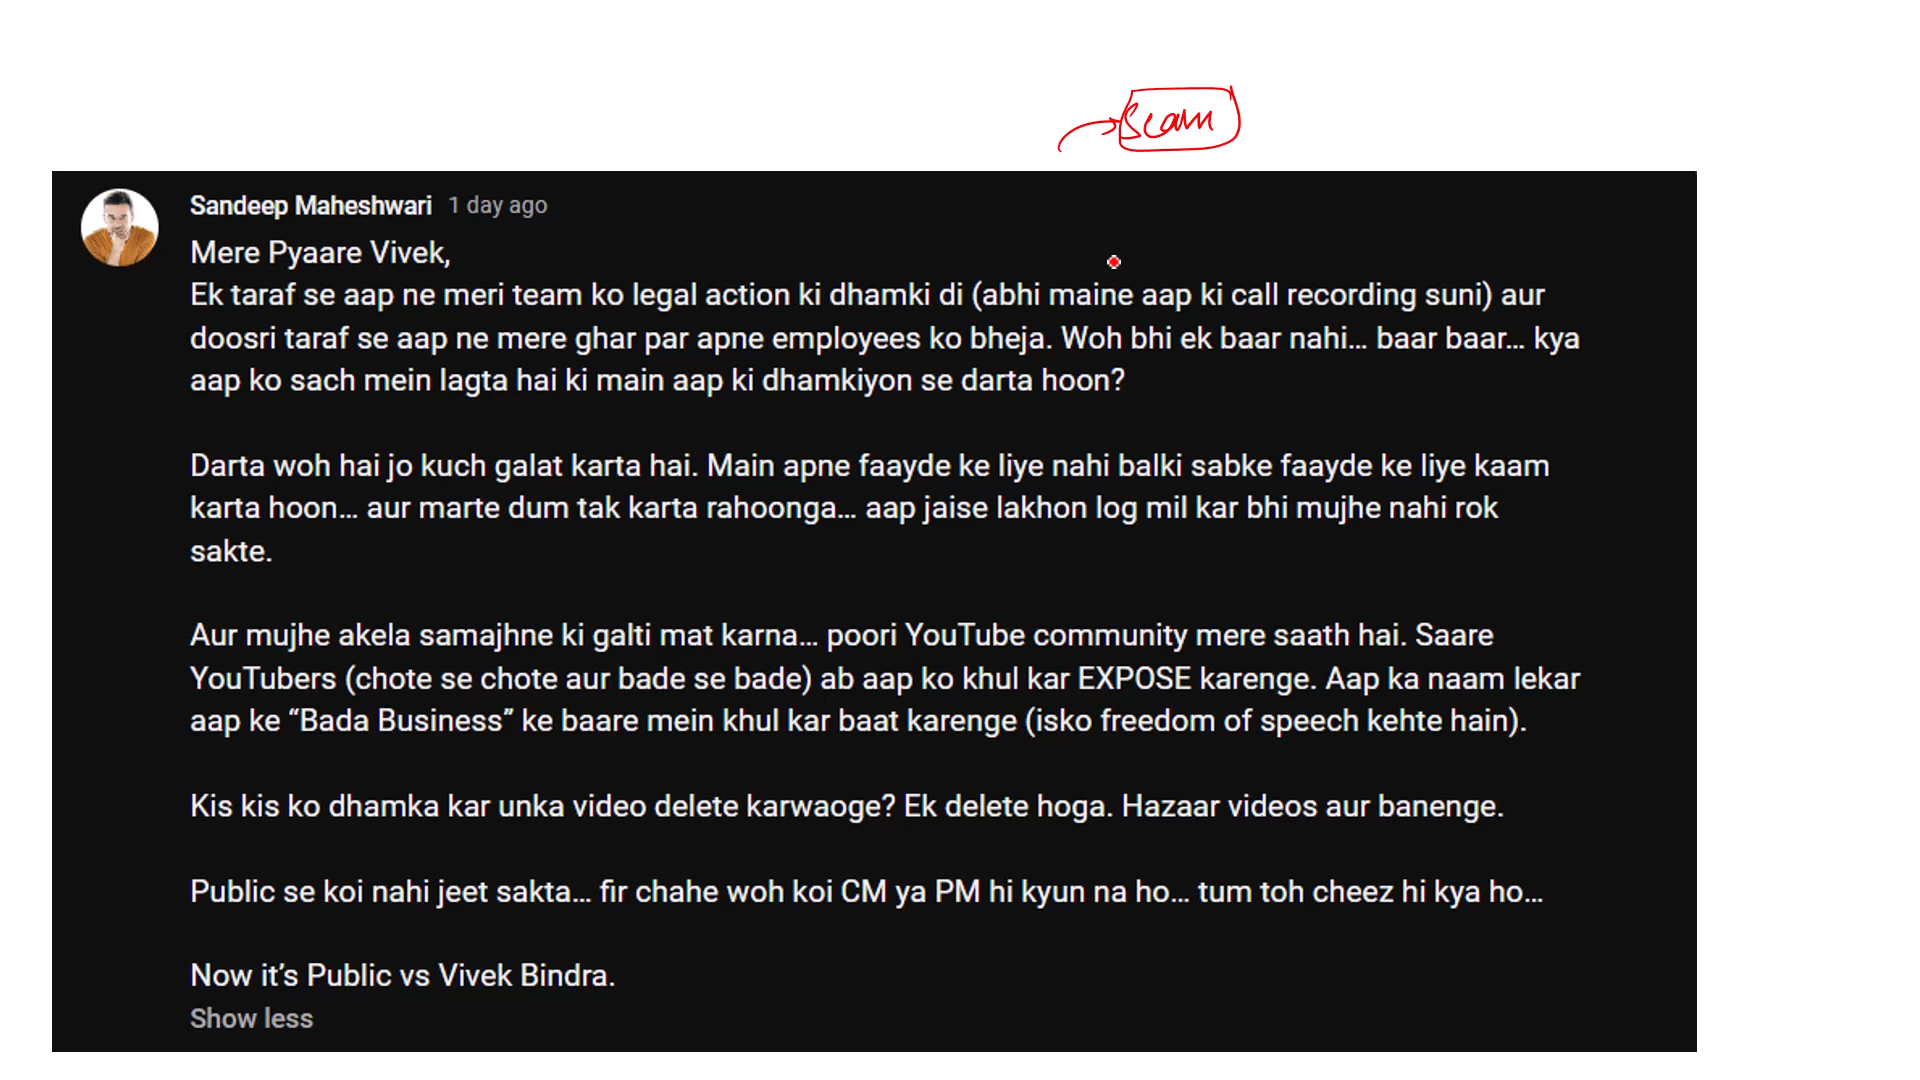 Scam
Sandeep Maheshwari 1 day ago
Mere Pyaare Vivek,
Ek taraf se aap ne meri team ko legal action ki dhamki di (abhi maine aap ki call recording suni) aur
doosri taraf se aap ne mere ghar par apne employees ko bheja. Woh bhi ek baar nahi… baar baar… kya
aap ko sach mein lagta hai ki main aap ki dhamkiyon se darta hoon?
Darta woh hai jo kuch galat karta hai. Main apne faayde ke liye nahi balki sabke faayde ke liye kaam
karta hoon… aur marte dum tak karta rahoonga… aap jaise lakhon log mil kar bhi mujhe nahi rok
sakte.
Aur mujhe akela samajhne ki galti mat karna… poori YouTube community mere saath hai. Saare
YouTubers (chote se chote aur bade se bade) ab aap ko khul kar EXPOSE karenge. Aap ka naam lekar
aap ke “Bada Business” ke baare mein khul kar baat karenge (isko freedom of speech kehte hain).
Kis kis ko dhamka kar unka video delete karwaoge? Ek delete hoga. Hazaar videos aur banenge.
Public se koi nahi jeet sakta… fir chahe woh koi CM ya PM hi kyun na ho… tum toh cheez hi kya ho…
Now it’s Public vs Vivek Bindra.
Show less